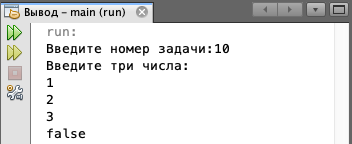 Вывод – main (run)
run:
Введите номер задачи:10
Введите три числа:
1
2
3
false